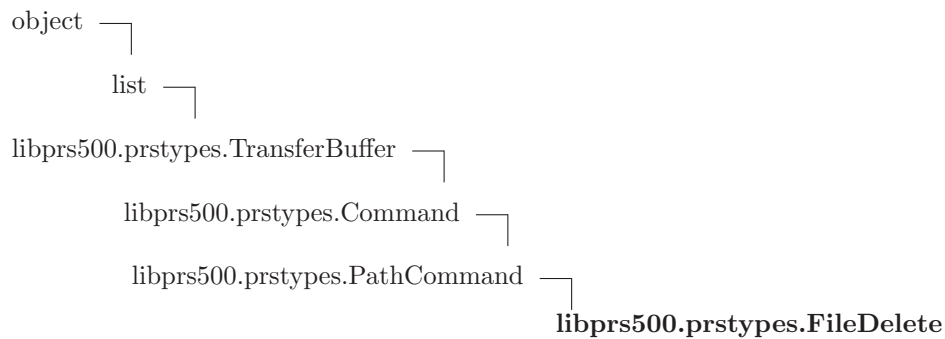 object
list
libprs500.prstypes.TransferBuffer
libprs500.prstypes.Command
libprs500.prstypes.PathCommand
libprs500.prstypes.FileDelete